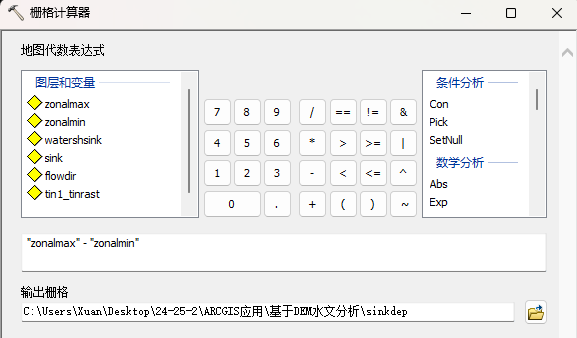 栅格计算器
地图代数表达式
图层和变量
zonalmax
zonalmin
watershsink
sink
flowdir
tin1_tinrast
7 8 9 / == != &
4 5 6 * > >= |
1 2 3 - < <= ^
0 . + ( ) ~
条件分析
Con
Pick
SetNull
数学分析
Abs
Exp
"zonalmax" - "zonalmin"
输出栅格
C:\Users\Xuan\Desktop\24-25-2\ARCGIS应用\基于DEM水文分析\sinkdep